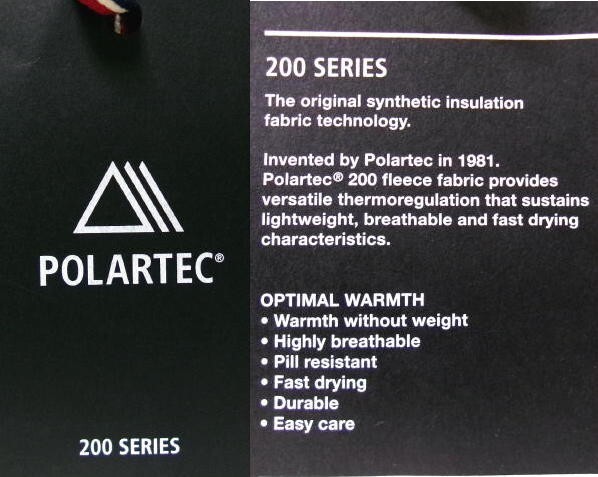 POLARTEC®
200 SERIES
200 SERIES
The original synthetic insulation
fabric technology.
Invented by Polartec in 1981.
Polartec® 200 fleece fabric provides
versatile thermoregulation that sustains
lightweight, breathable and fast drying
characteristics.
OPTIMAL WARMTH
• Warmth without weight
• Highly breathable
• Pill resistant
• Fast drying
• Durable
• Easy care